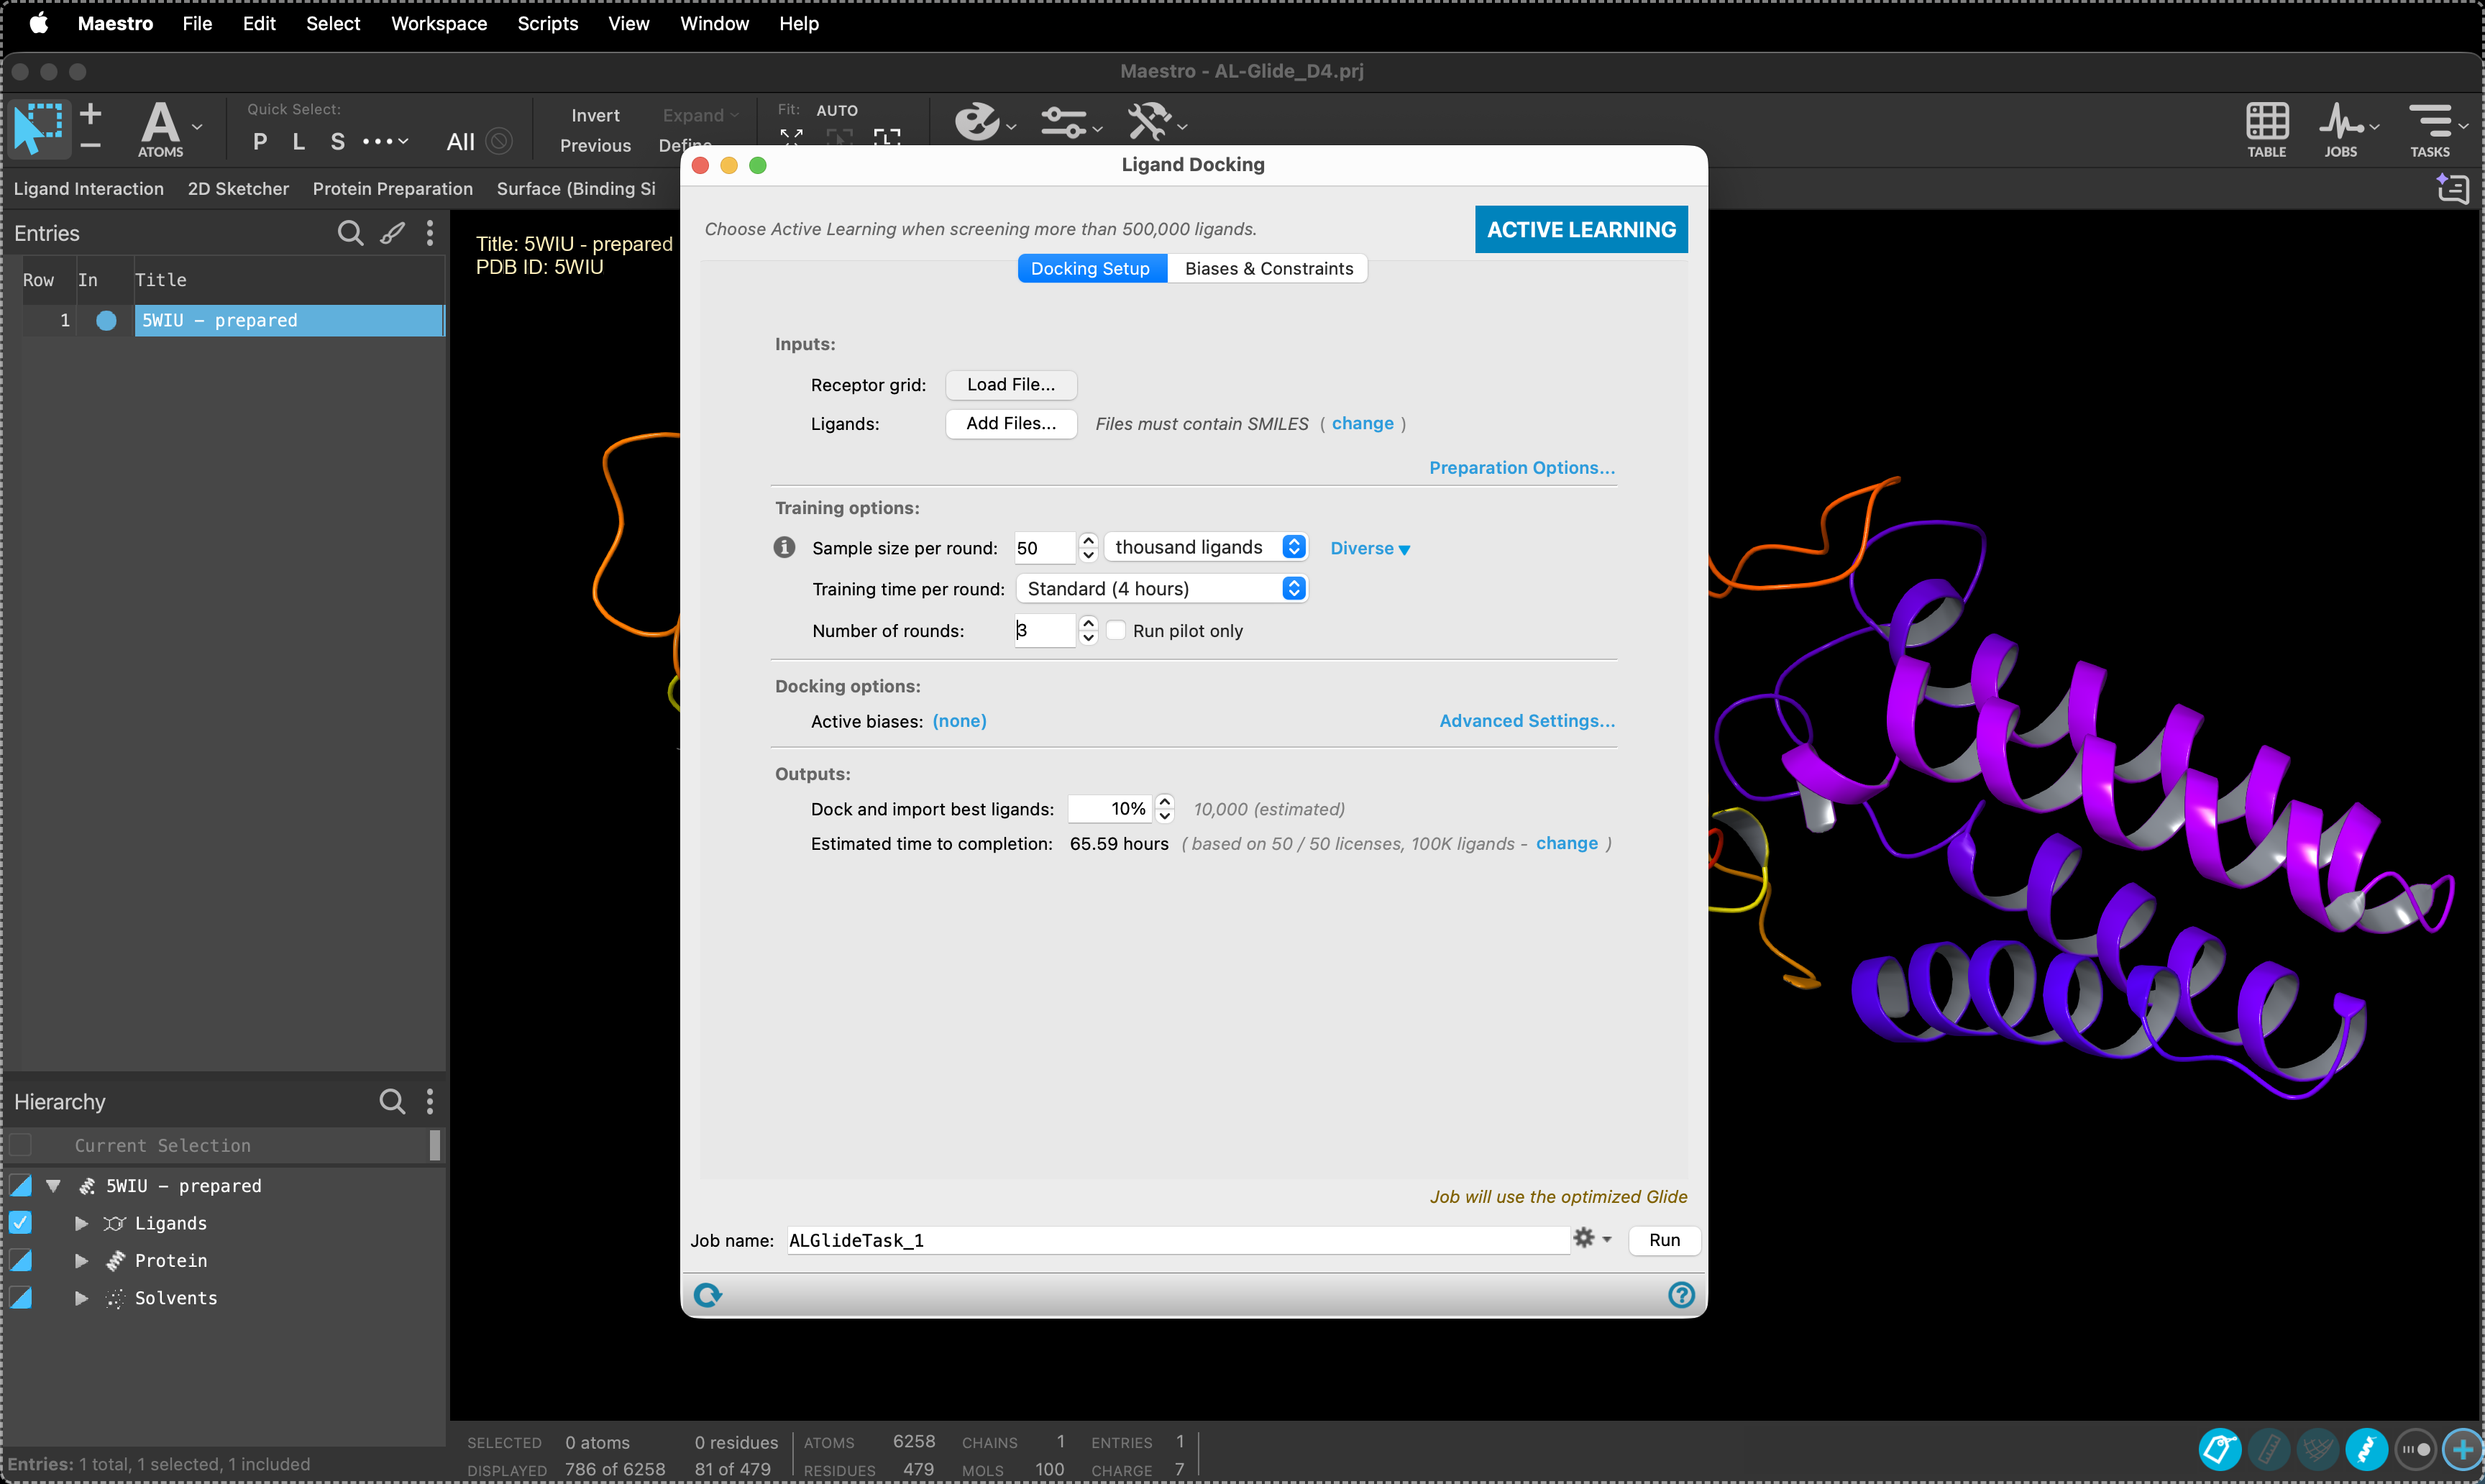 Maestro File Edit Select Workspace Scripts View Window Help
Maestro - AL-Glide_D4.prj
Quick Select:
P L S
All
A
ATOMS
Invert
Previous
Expand
Fit: AUTO
TABLE
JOBS
TASKS
Ligand Interaction 2D Sketcher Protein Preparation Surface (Binding Si
Entries
Row In Title
1 5WIU - prepared
Title: 5WIU - prepared
PDB ID: 5WIU
Ligand Docking
Choose Active Learning when screening more than 500,000 ligands.
ACTIVE LEARNING
Docking Setup Biases & Constraints
Inputs:
Receptor grid: Load File...
Ligands: Add Files... Files must contain SMILES ( change )
Preparation Options...
Training options:
Sample size per round: 50 thousand ligands Diverse
Training time per round: Standard (4 hours)
Number of rounds: 3 Run pilot only
Docking options:
Active biases: (none) Advanced Settings...
Outputs:
Dock and import best ligands: 10% 10,000 (estimated)
Estimated time to completion: 65.59 hours ( based on 50 / 50 licenses, 100K ligands - change )
Job will use the optimized Glide
Job name: ALGlideTask_1 Run
Hierarchy
Current Selection
5WIU - prepared
Ligands
Protein
Solvents
Entries: 1 total, 1 selected, 1 included
SELECTED 0 atoms 0 residues ATOMS 6258 CHAINS 1 ENTRIES 1
DISPLAYED 786 of 6258 81 of 479 RESIDUES 479 MOLS 100 CHARGE 7